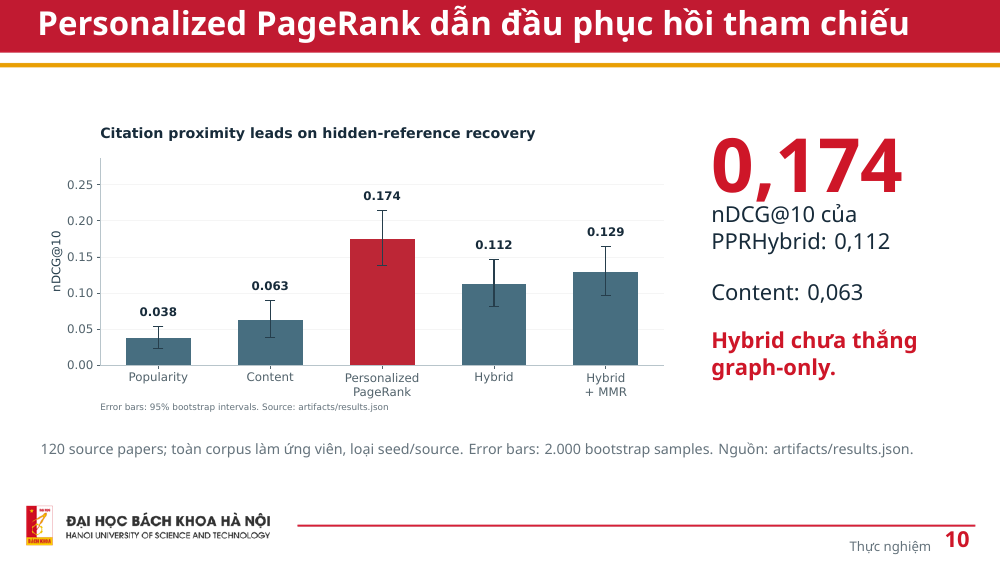 Personalized PageRank dẫn đầu phục hồi tham chiếu
Citation proximity leads on hidden-reference recovery
nDCG@10
0.25
0.20
0.15
0.10
0.05
0.00
0.038
0.063
0.174
0.112
0.129
Popularity
Content
Personalized
PageRank
Hybrid
Hybrid
+ MMR
Error bars: 95% bootstrap intervals. Source: artifacts/results.json
0,174
nDCG@10 của
PPRHybrid: 0,112
Content: 0,063
Hybrid chưa thắng
graph-only.
120 source papers; toàn corpus làm ứng viên, loại seed/source. Error bars: 2.000 bootstrap samples. Nguồn: artifacts/results.json.
ĐẠI HỌC BÁCH KHOA HÀ NỘI
HANOI UNIVERSITY OF SCIENCE AND TECHNOLOGY
Thực nghiệm 10